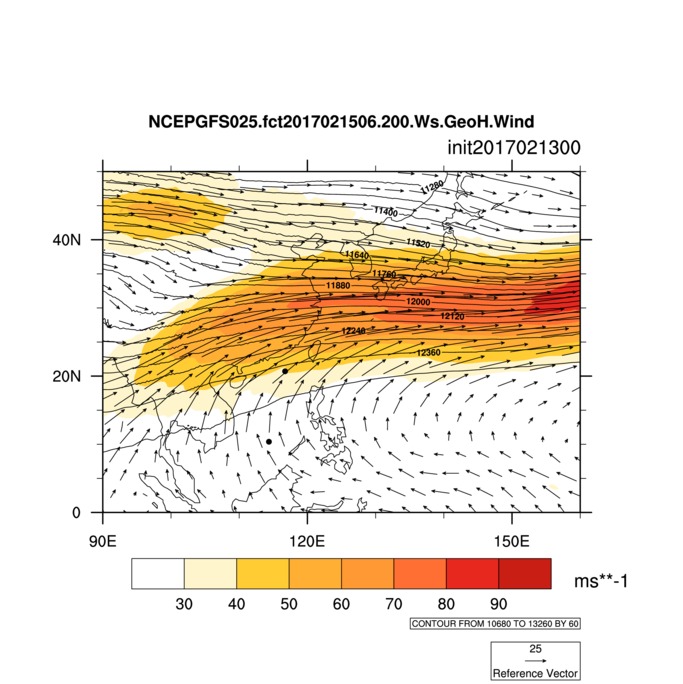 NCEPGFS025.fct2017021506.200.Ws.GeoH.Wind
init2017021300
11280
11400
11520
11640
11760
11880
12000
12120
12240
12360
40N
20N
0
90E 120E 150E
30 40 50 60 70 80 90
ms**-1
CONTOUR FROM 10680 TO 13260 BY 60
25
Reference Vector